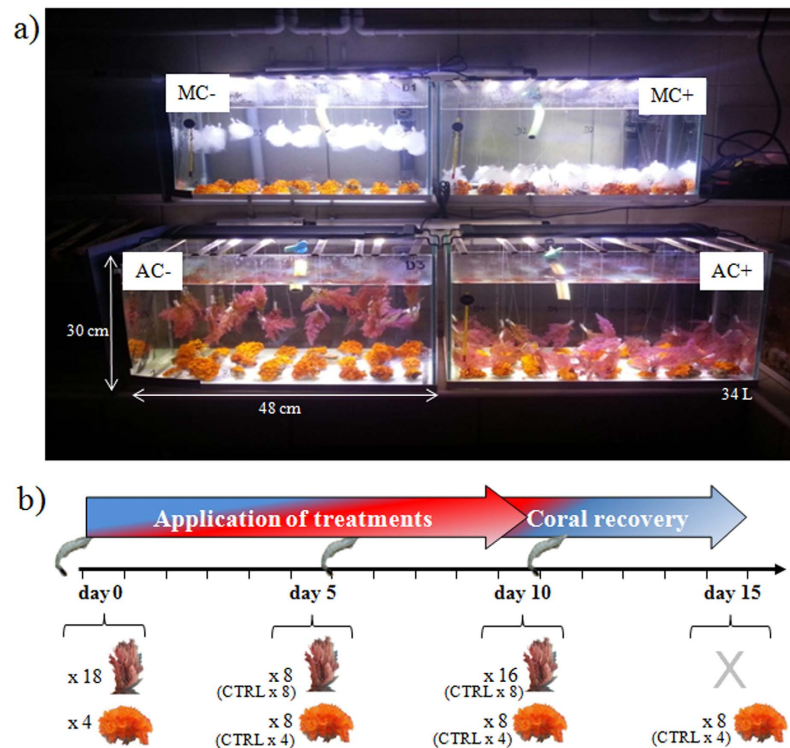 a)
MC-
MC+
D1
AC-
AC+
D3
30 cm
48 cm
34 L
b)
Application of treatments
Coral recovery
day 0
day 5
day 10
day 15
x 18
x 8
(CTRL x 8)
x 16
(CTRL x 8)
X
x 4
x 8
(CTRL x 4)
x 8
(CTRL x 4)
x 8
(CTRL x 4)